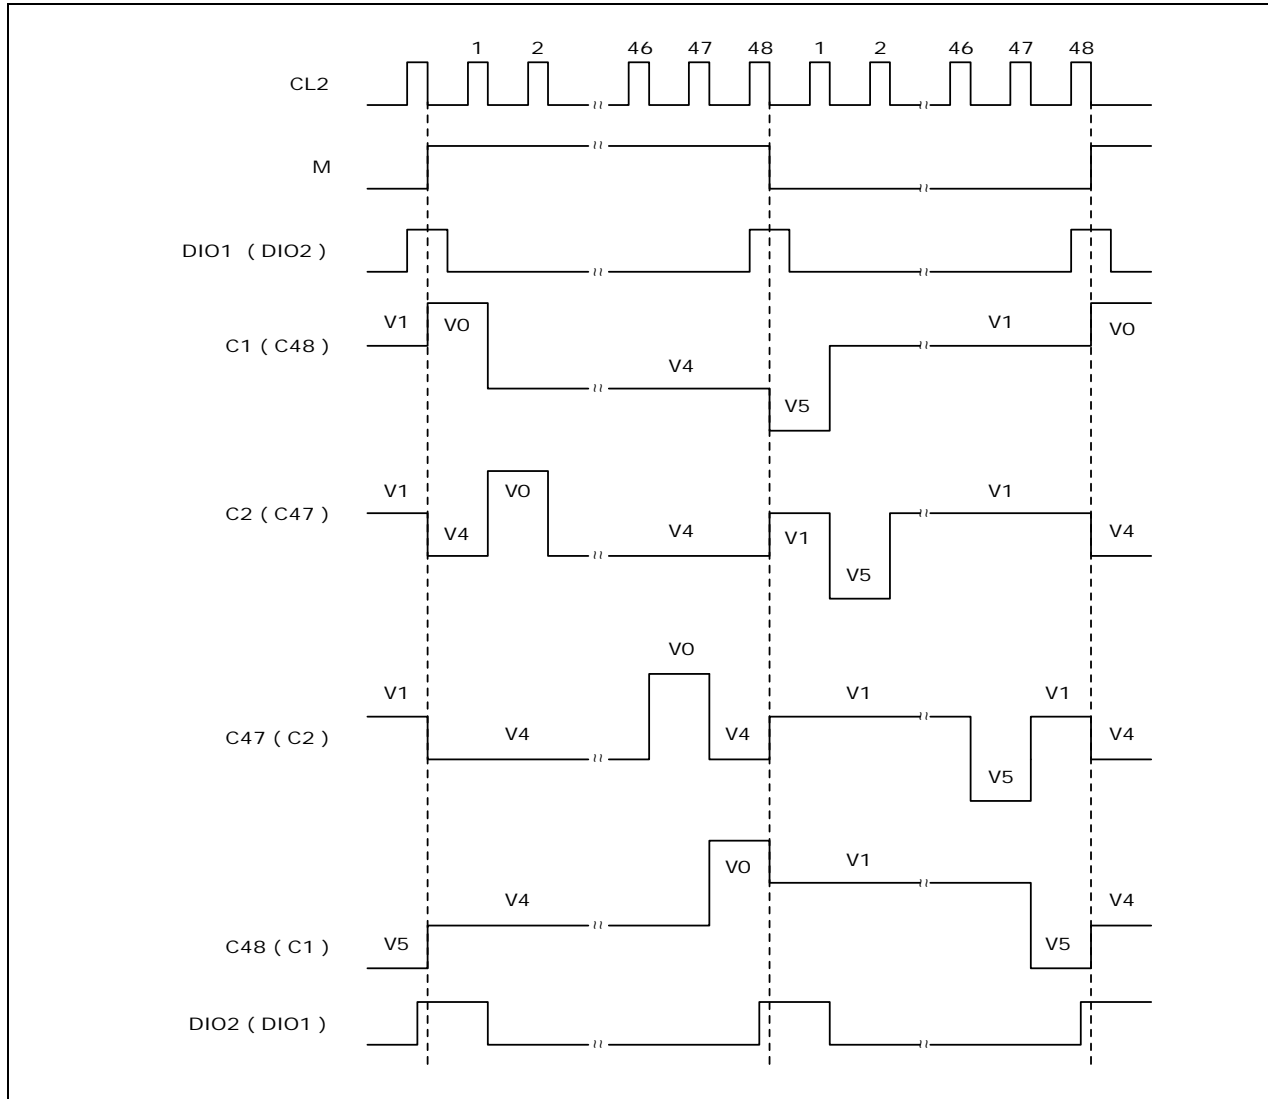 1 2 46 47 48 1 2 46 47 48
CL2
M
DIO1 ( DIO2 )
V1 V0 V1 V0
C1 ( C48 )
V4
V5
V1 V0 V1
C2 ( C47 )
V4 V4 V1 V4
V5
V0
V1 V1 V1
C47 ( C2 )
V4 V4 V4
V5
V0 V1
V4 V4
C48 ( C1 )
V5 V5
DIO2 ( DIO1 )